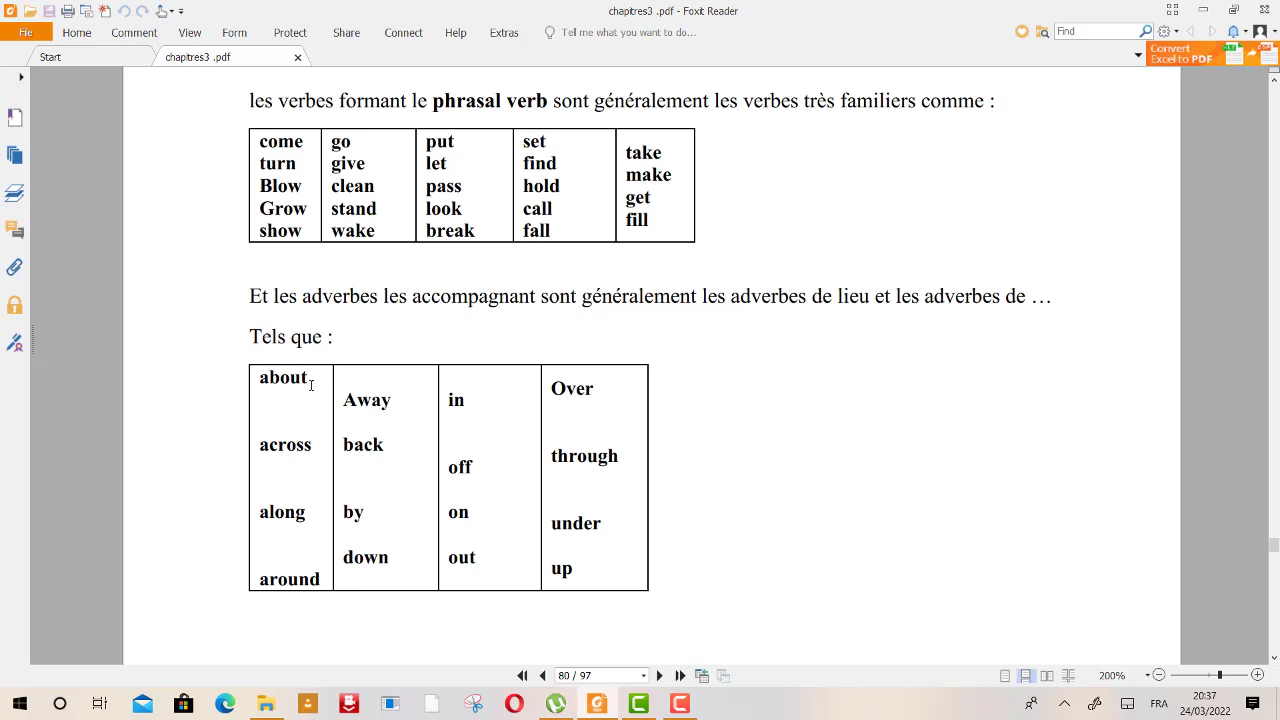 chapitres3 .pdf - Foxit Reader
File Home Comment View Form Protect Share Connect Help Extras Tell me what you want to do... Find
Start chapitres3 .pdf
Convert
Excel to PDF
les verbes formant le phrasal verb sont généralement les verbes très familiers comme :
come go put set take
turn give let find make
Blow clean pass hold get
Grow stand look call fill
show wake break fall
Et les adverbes les accompagnant sont généralement les adverbes de lieu et les adverbes de …
Tels que :
about Away in Over
across back off through
along by on under
around down out up
80 / 97 200%
FRA 20:37
24/03/2022